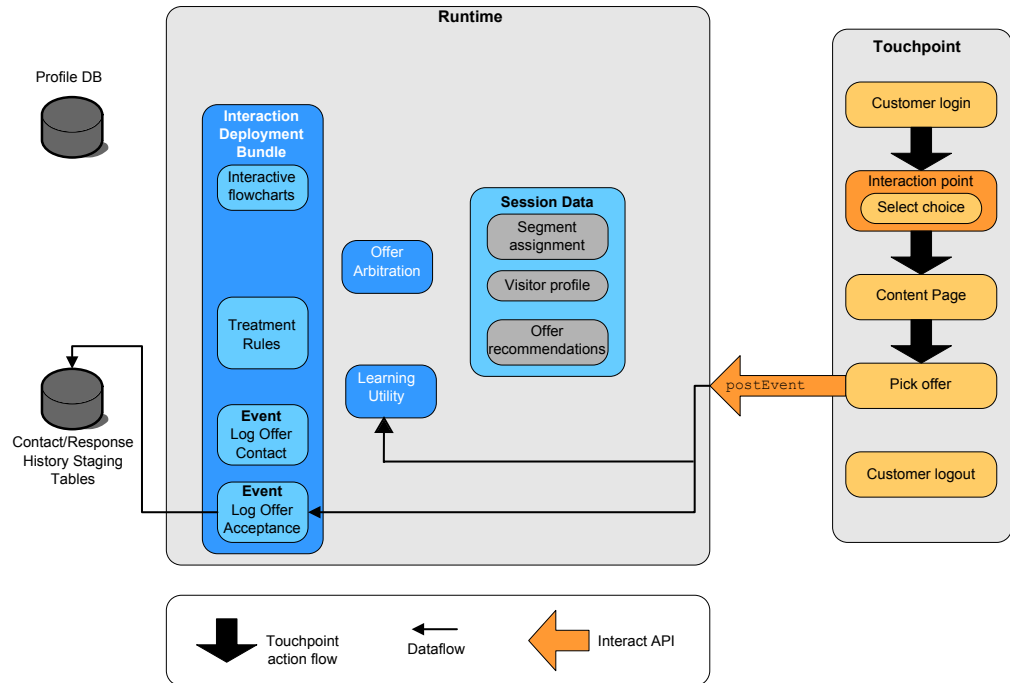 Runtime
Profile DB
Interaction
Deployment
Bundle
Interactive
flowcharts
Treatment
Rules
Event
Log Offer
Contact
Event
Log Offer
Acceptance
Offer
Arbitration
Learning
Utility
Session Data
Segment
assignment
Visitor profile
Offer
recommendations
Contact/Response
History Staging
Tables
postEvent
Touchpoint
Customer login
Interaction point
Select choice
Content Page
Pick offer
Customer logout
Touchpoint
action flow
Dataflow
Interact API